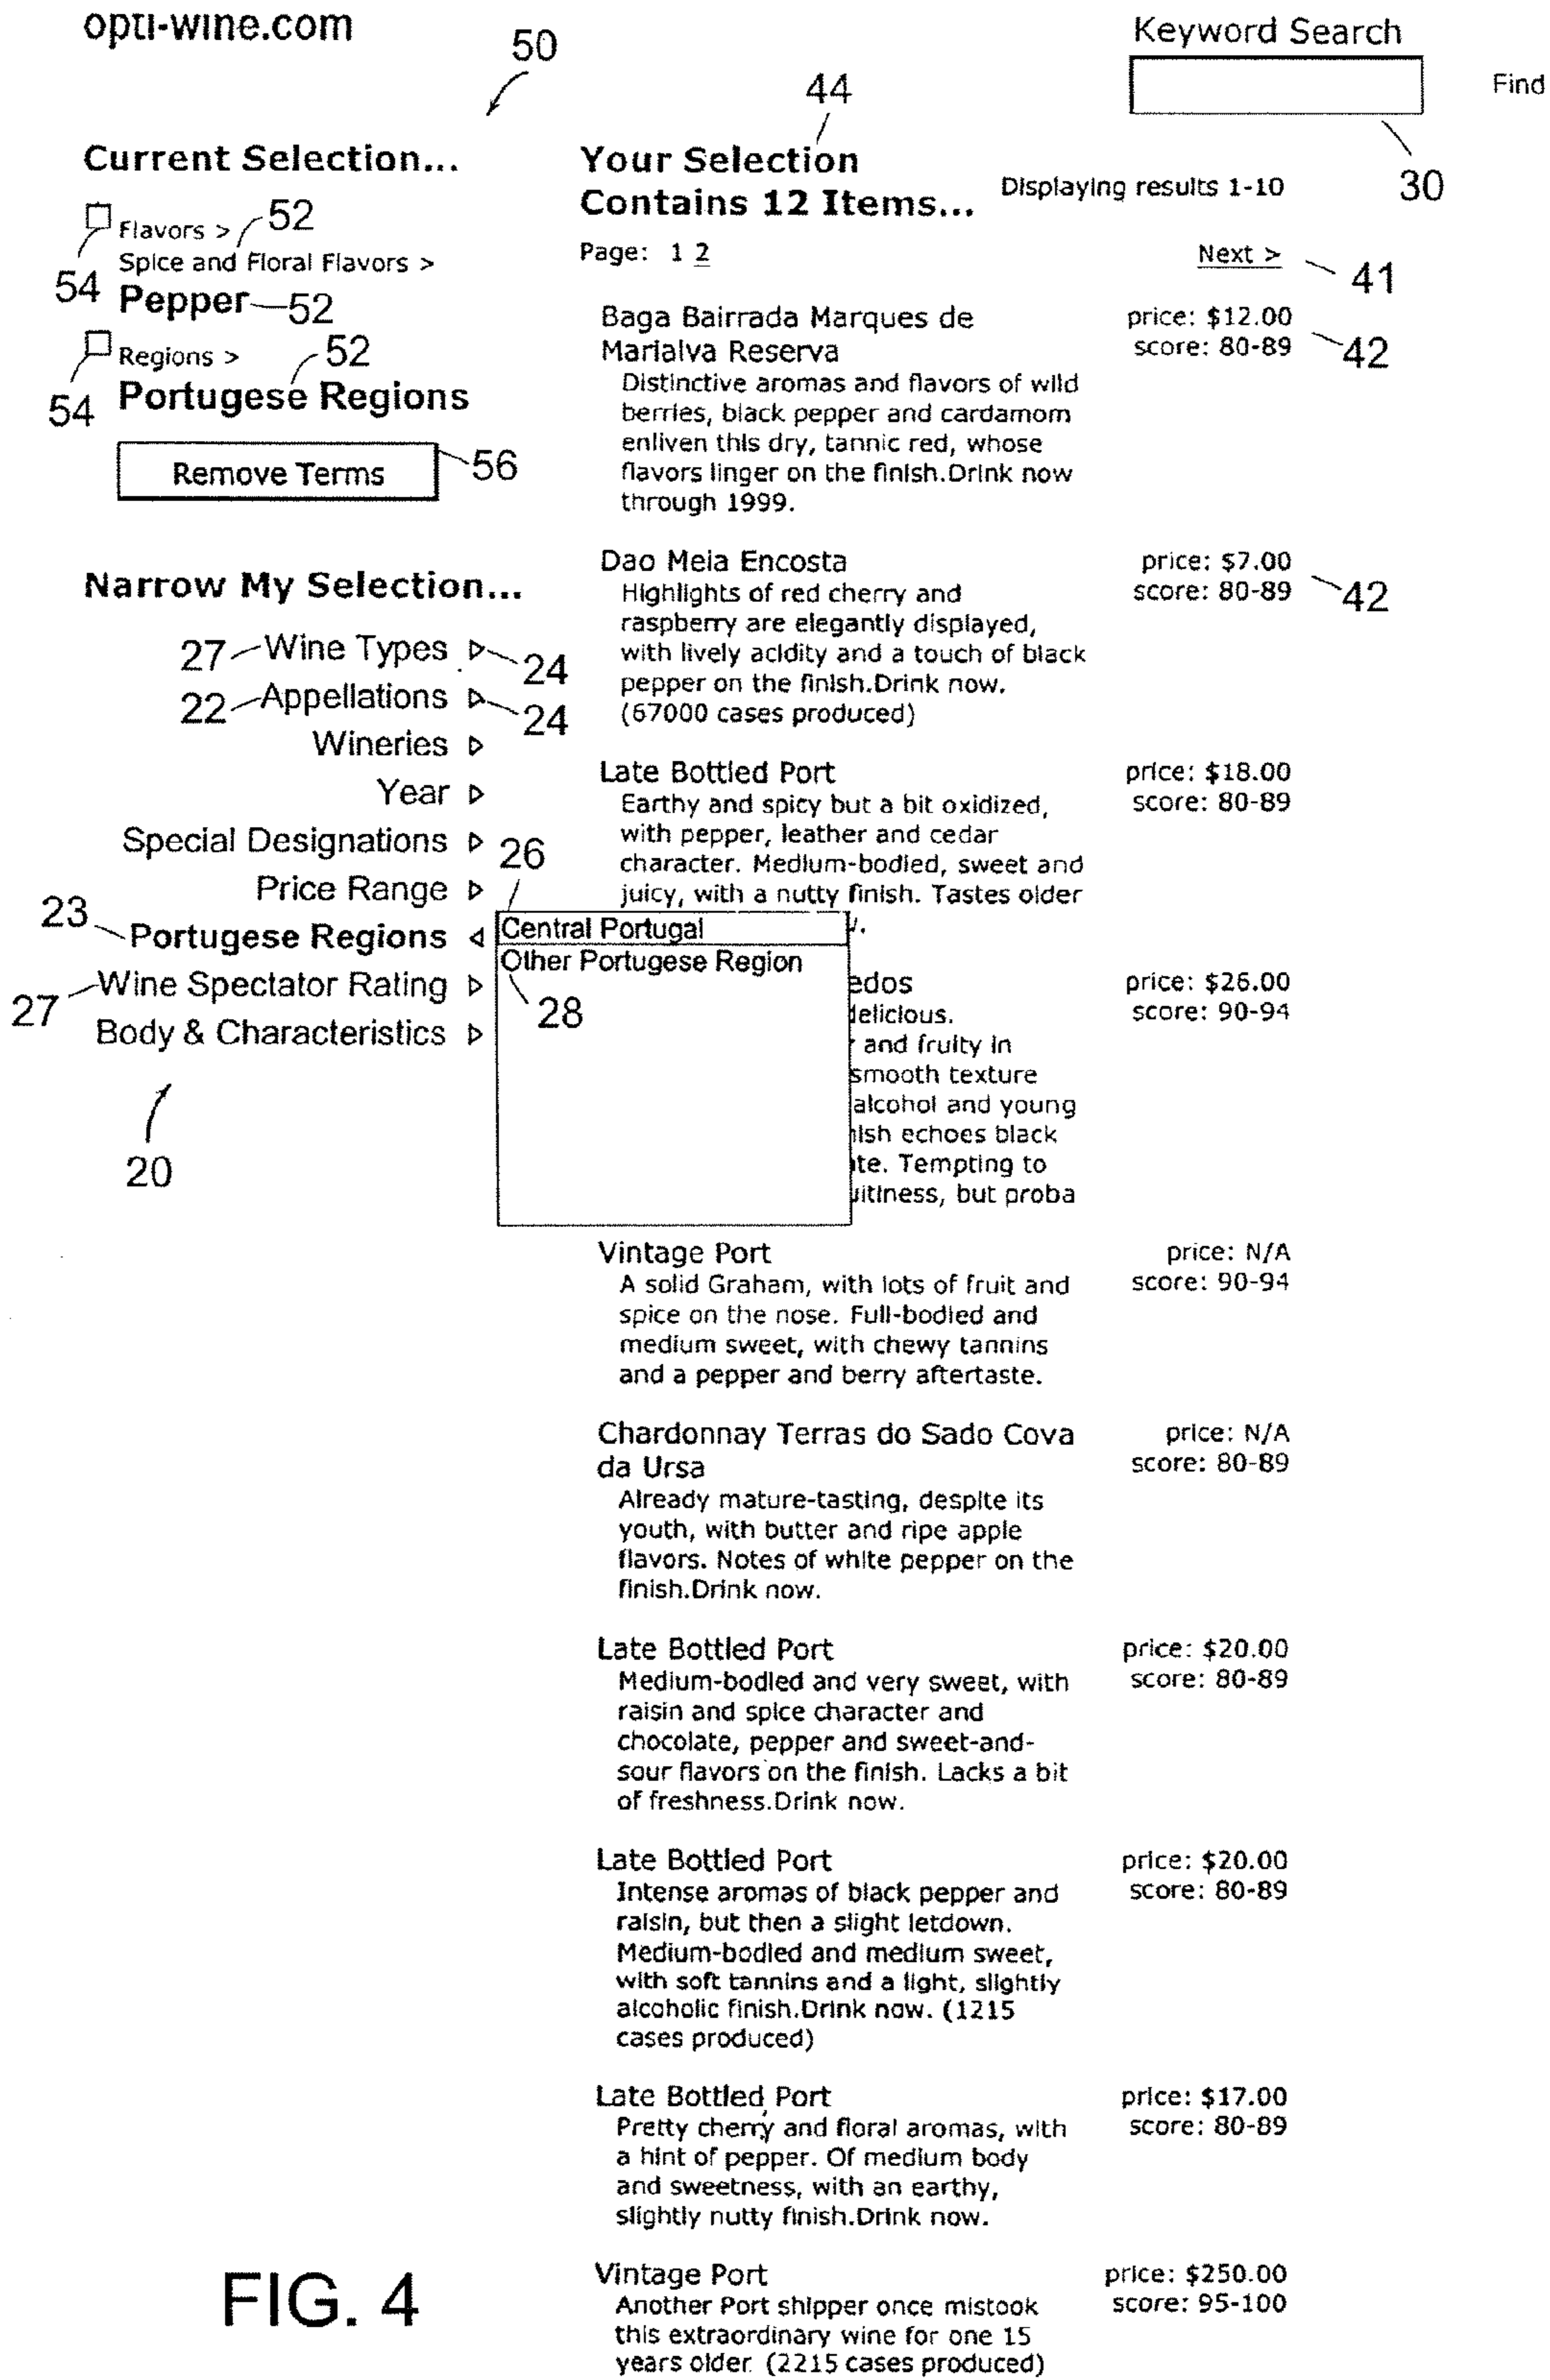 opti-wine.com
Keyword Search
Find
30
50
44
Current Selection...
Flavors >
52
Spice and Floral Flavors >
54
Pepper
52
Regions >
52
54
Portugese Regions
Remove Terms
56
Narrow My Selection...
27
Wine Types
24
22
Appellations
24
Wineries
Year
Special Designations
26
Price Range
23
Portugese Regions
Central Portugal
Other Portugese Region
28
Wine Spectator Rating
27
Body & Characteristics
20
Your Selection
Contains 12 Items...
Displaying results 1-10
Page: 1 2
Next >
41
Baga Bairrada Marques de
Marialva Reserva
price: $12.00
score: 80-89
42
Distinctive aromas and flavors of wild
berries, black pepper and cardamom
enliven this dry, tannic red, whose
flavors linger on the finish.Drink now
through 1999.
Dao Meia Encosta
price: $7.00
score: 80-89
42
Highlights of red cherry and
raspberry are elegantly displayed,
with lively acidity and a touch of black
pepper on the finish.Drink now.
(67000 cases produced)
Late Bottled Port
price: $18.00
score: 80-89
Earthy and spicy but a bit oxidized,
with pepper, leather and cedar
character. Medium-bodied, sweet and
juicy, with a nutty finish. Tastes older
price: $26.00
score: 90-94
edos
delicious.
and fruity in
smooth texture
alcohol and young
ish echoes black
te. Tempting to
uitiness, but proba
Vintage Port
price: N/A
score: 90-94
A solid Graham, with lots of fruit and
spice on the nose. Full-bodied and
medium sweet, with chewy tannins
and a pepper and berry aftertaste.
Chardonnay Terras do Sado Cova
da Ursa
price: N/A
score: 80-89
Already mature-tasting, despite its
youth, with butter and ripe apple
flavors. Notes of white pepper on the
finish.Drink now.
Late Bottled Port
price: $20.00
score: 80-89
Medium-bodied and very sweet, with
raisin and spice character and
chocolate, pepper and sweet-and-
sour flavors on the finish. Lacks a bit
of freshness.Drink now.
Late Bottled Port
price: $20.00
score: 80-89
Intense aromas of black pepper and
raisin, but then a slight letdown.
Medium-bodied and medium sweet,
with soft tannins and a light, slightly
alcoholic finish.Drink now. (1215
cases produced)
Late Bottled Port
price: $17.00
score: 80-89
Pretty cherry and floral aromas, with
a hint of pepper. Of medium body
and sweetness, with an earthy,
slightly nutty finish.Drink now.
Vintage Port
price: $250.00
score: 95-100
Another Port shipper once mistook
this extraordinary wine for one 15
years older. (2215 cases produced)
FIG. 4